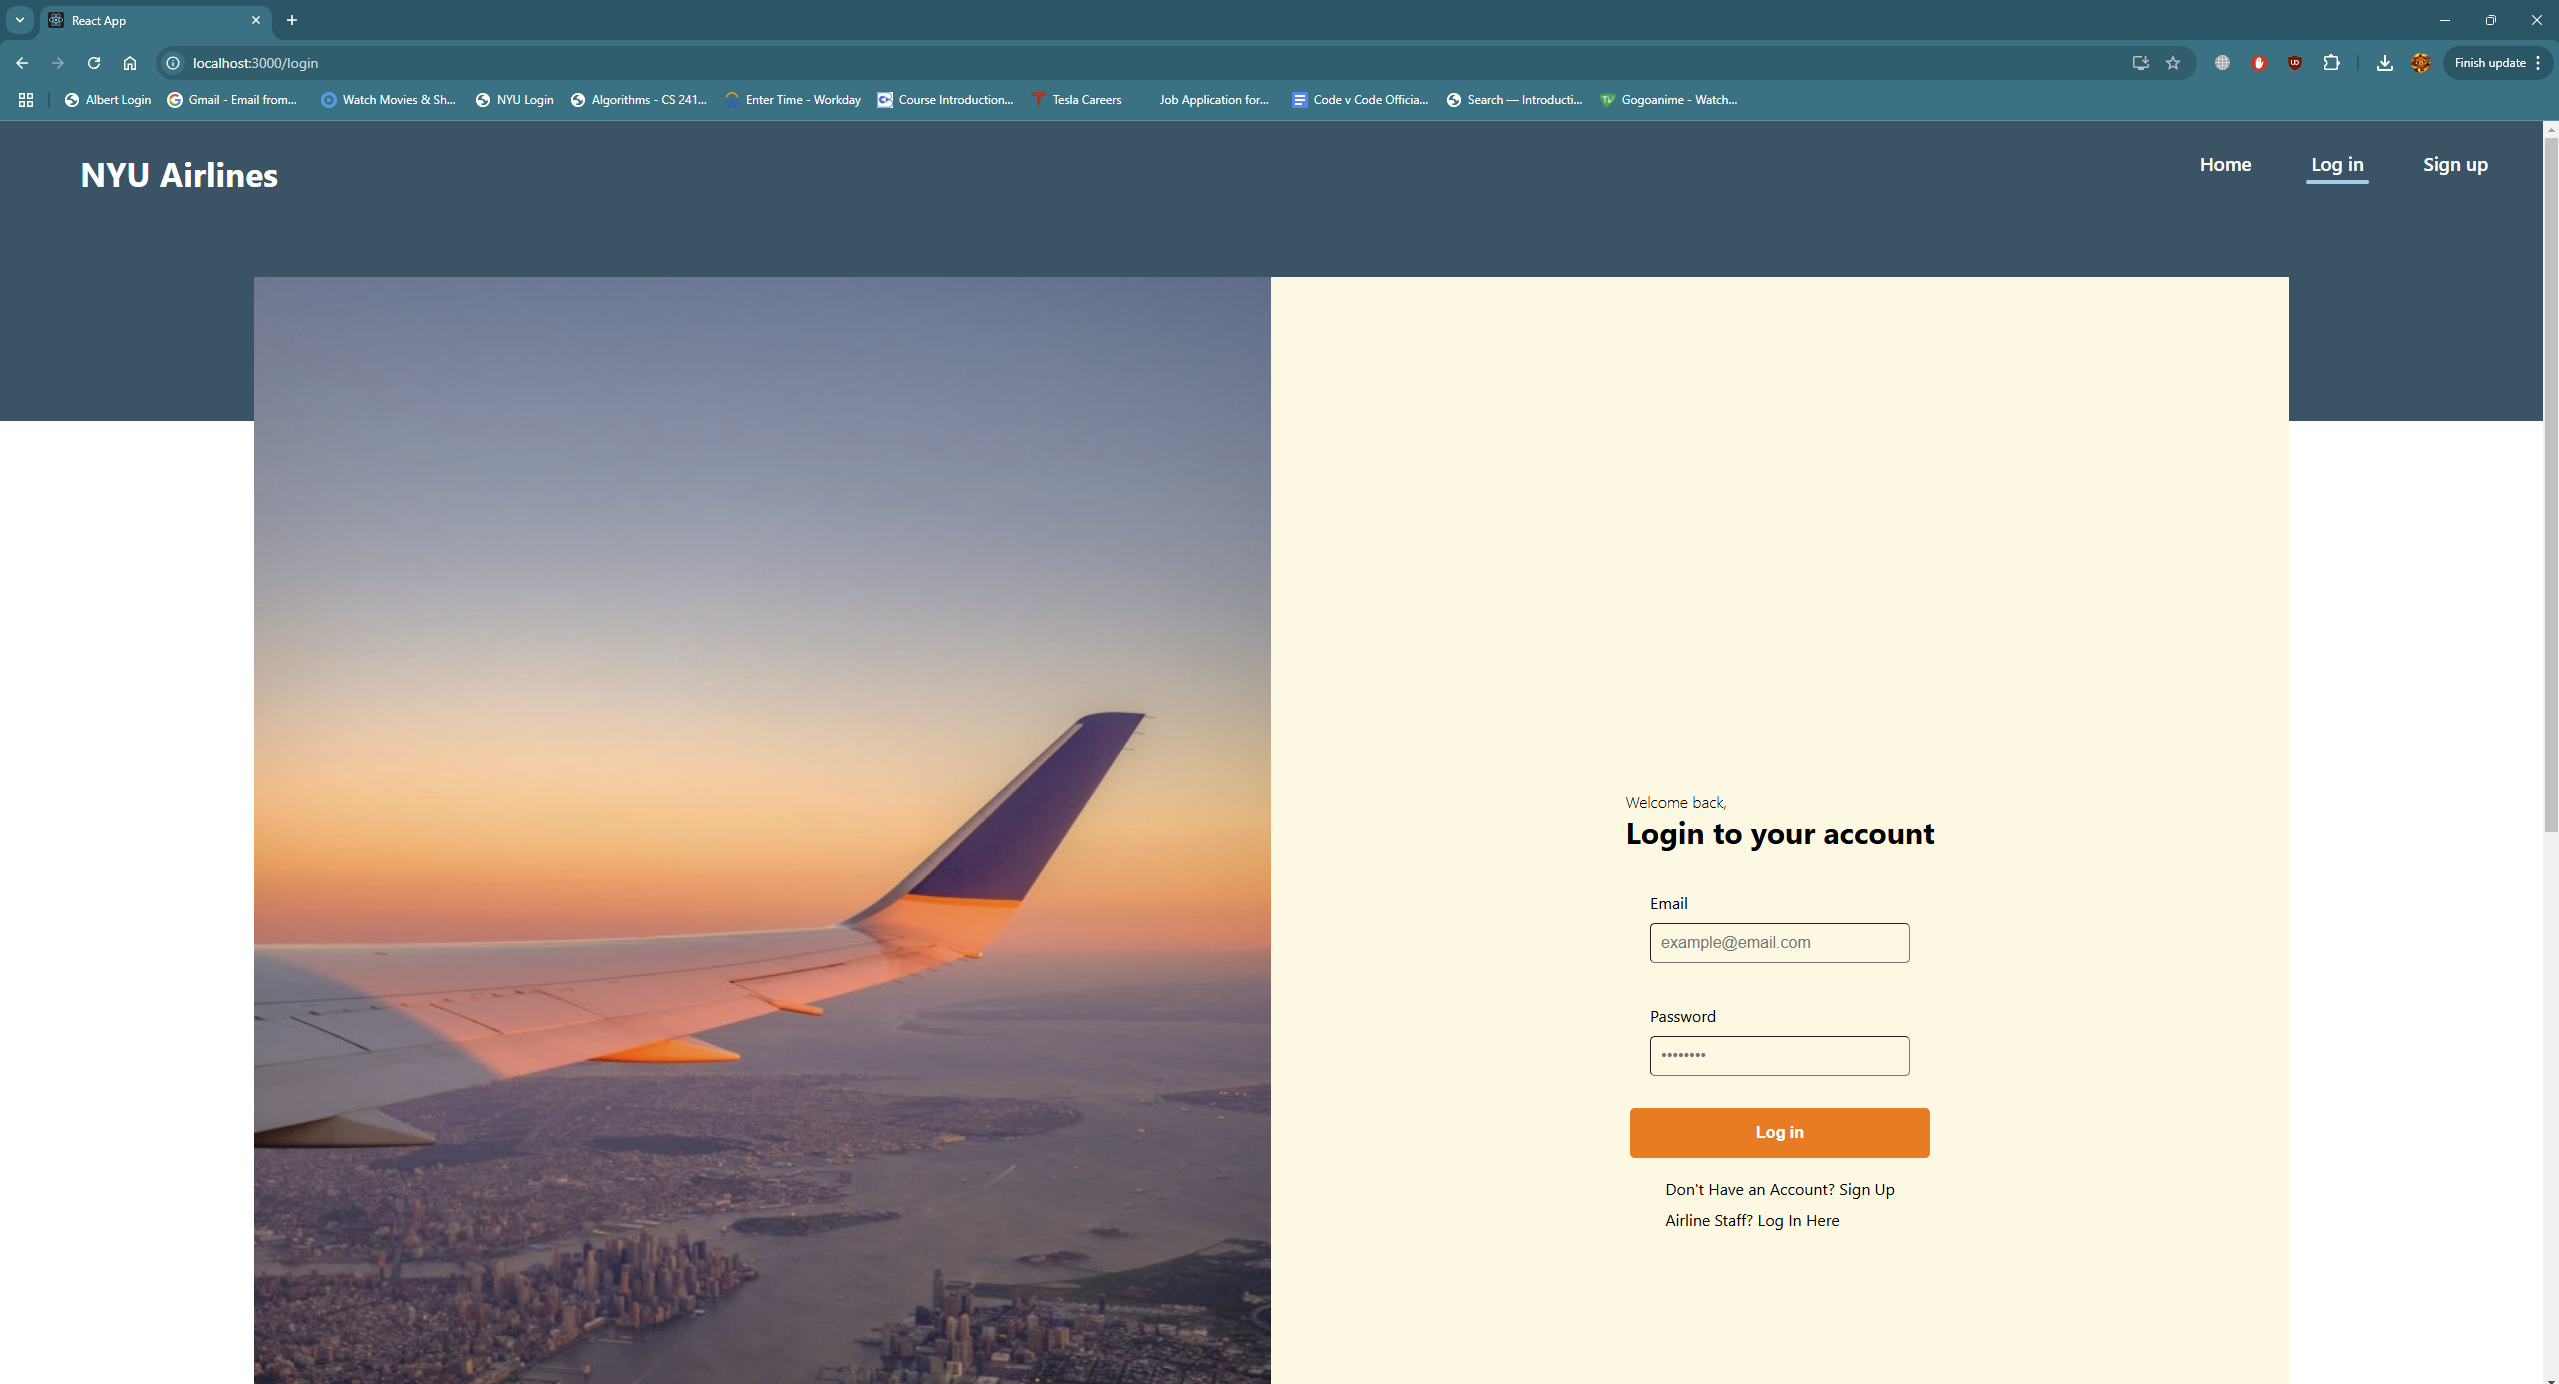 React App
localhost:3000/login
Finish update
Albert Login
Gmail - Email from...
Watch Movies & Sh...
NYU Login
Algorithms - CS 241...
Enter Time - Workday
Course Introduction...
Tesla Careers
Job Application for...
Code v Code Officia...
Search — Introducti...
Gogoanime - Watch...
NYU Airlines
Home
Log in
Sign up
Welcome back,
Login to your account
Email
example@email.com
Password
••••••••
Log in
Don't Have an Account? Sign Up
Airline Staff? Log In Here